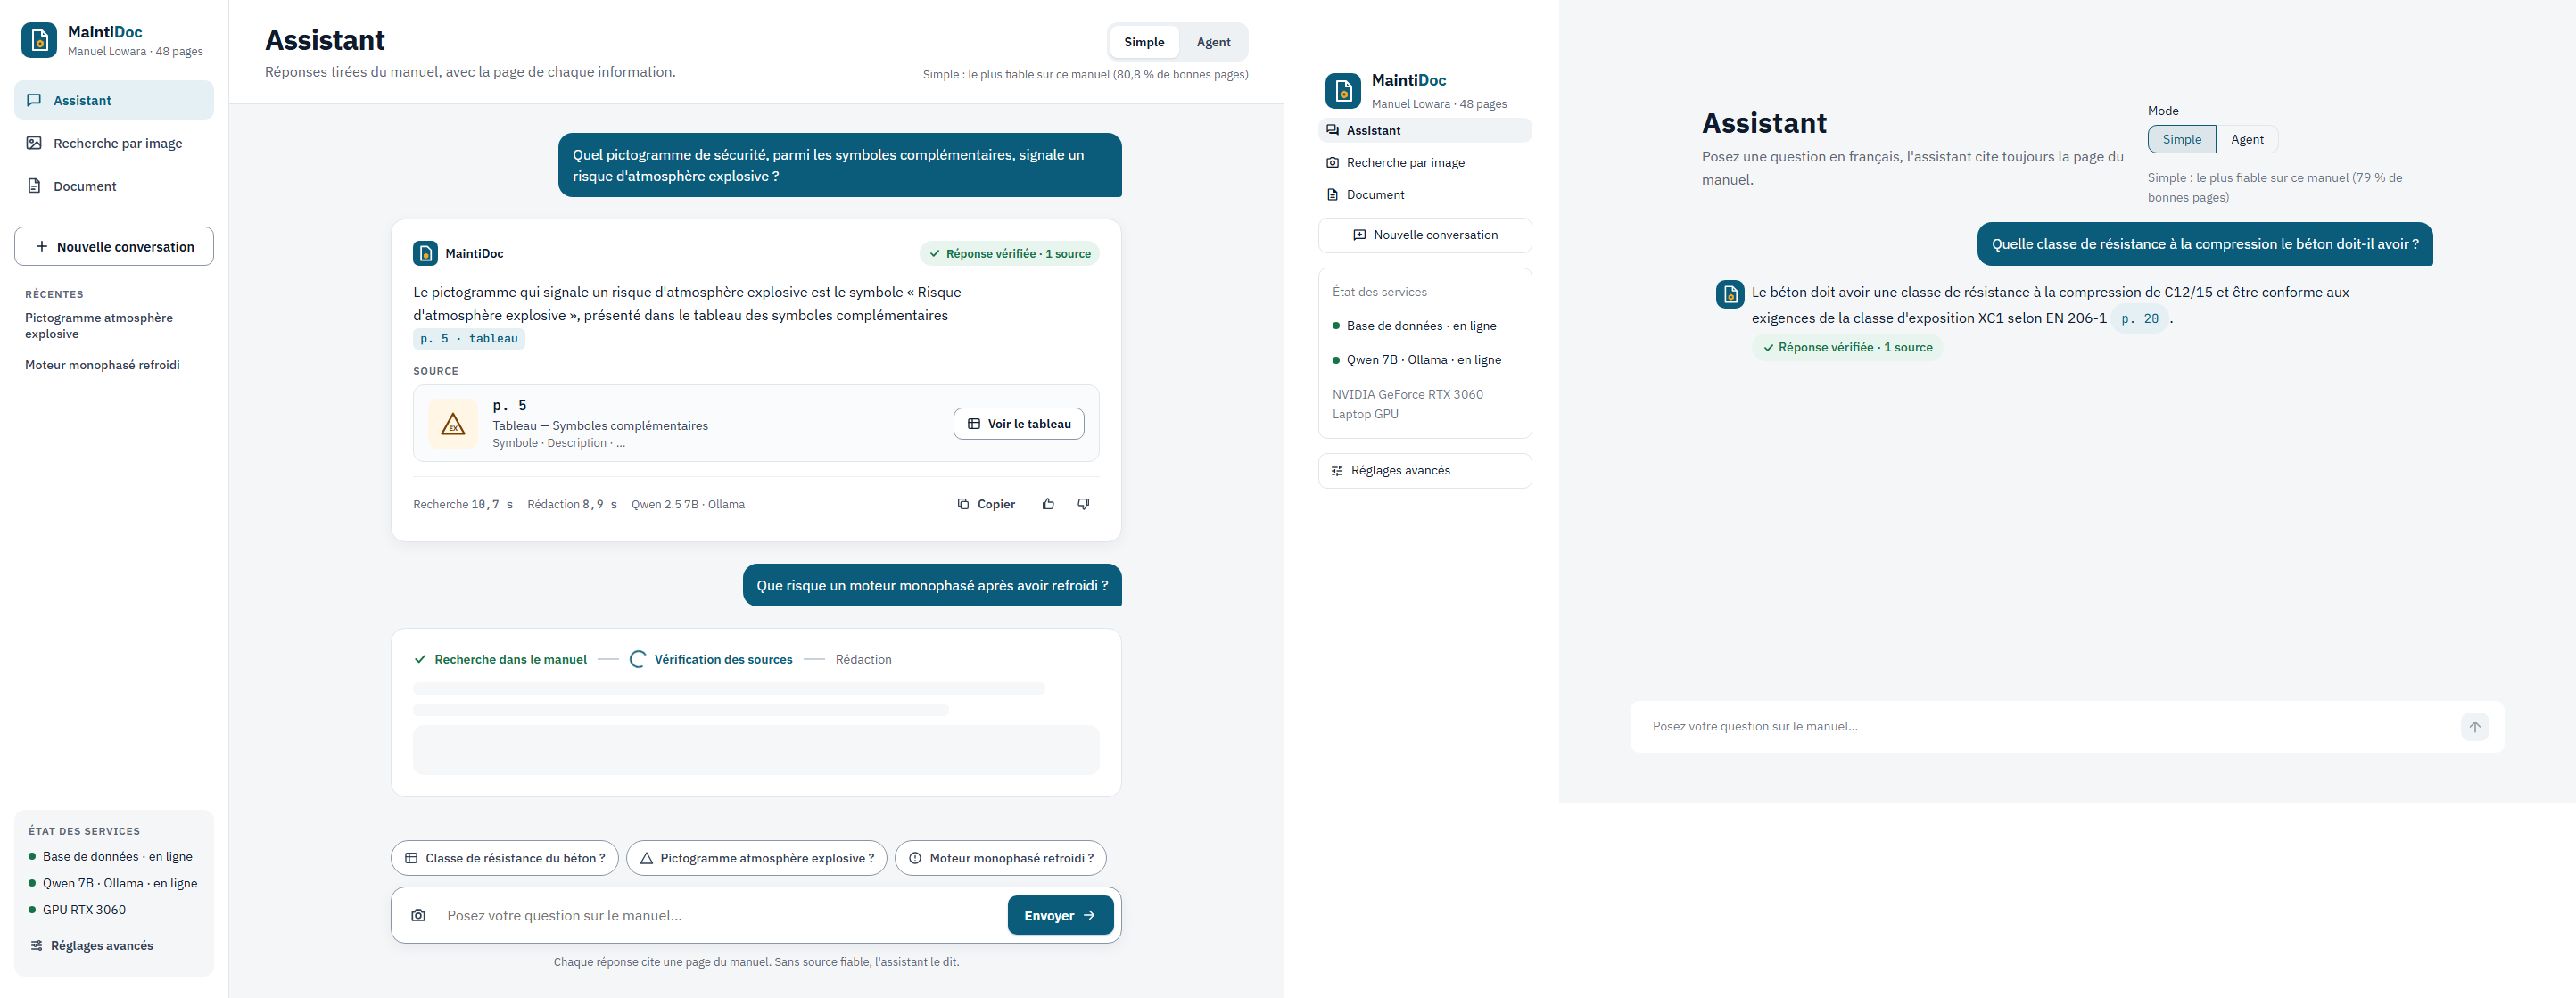 MaintiDoc
Manuel Lowara · 48 pages
Assistant
Recherche par image
Document
Nouvelle conversation
RÉCENTES
Pictogramme atmosphère
explosive
Moteur monophasé refroidi
ÉTAT DES SERVICES
Base de données · en ligne
Qwen 7B · Ollama · en ligne
GPU RTX 3060
Réglages avancés
Assistant
Réponses tirées du manuel, avec la page de chaque information.
Simple Agent
Simple : le plus fiable sur ce manuel (80,8 % de bonnes pages)
Quel pictogramme de sécurité, parmi les symboles complémentaires, signale un
risque d'atmosphère explosive ?
MaintiDoc
Réponse vérifiée · 1 source
Le pictogramme qui signale un risque d'atmosphère explosive est le symbole « Risque
d'atmosphère explosive », présenté dans le tableau des symboles complémentaires
p. 5 · tableau
SOURCE
EX
p. 5
Tableau — Symboles complémentaires
Symbole · Description · ...
Voir le tableau
Recherche 10,7 s Rédaction 8,9 s Qwen 2.5 7B · Ollama
Copier
Que risque un moteur monophasé après avoir refroidi ?
Recherche dans le manuel Vérification des sources Rédaction
Classe de résistance du béton ? Pictogramme atmosphère explosive ? Moteur monophasé refroidi ?
Posez votre question sur le manuel...
Envoyer
Chaque réponse cite une page du manuel. Sans source fiable, l'assistant le dit.
MaintiDoc
Manuel Lowara · 48 pages
Assistant
Recherche par image
Document
Nouvelle conversation
État des services
Base de données · en ligne
Qwen 7B · Ollama · en ligne
NVIDIA GeForce RTX 3060
Laptop GPU
Réglages avancés
Assistant
Posez une question en français, l'assistant cite toujours la page du
manuel.
Mode
Simple Agent
Simple : le plus fiable sur ce manuel (79 % de
bonnes pages)
Quelle classe de résistance à la compression le béton doit-il avoir ?
Le béton doit avoir une classe de résistance à la compression de C12/15 et être conforme aux
exigences de la classe d'exposition XC1 selon EN 206-1 p. 20 .
Réponse vérifiée · 1 source
Posez votre question sur le manuel...